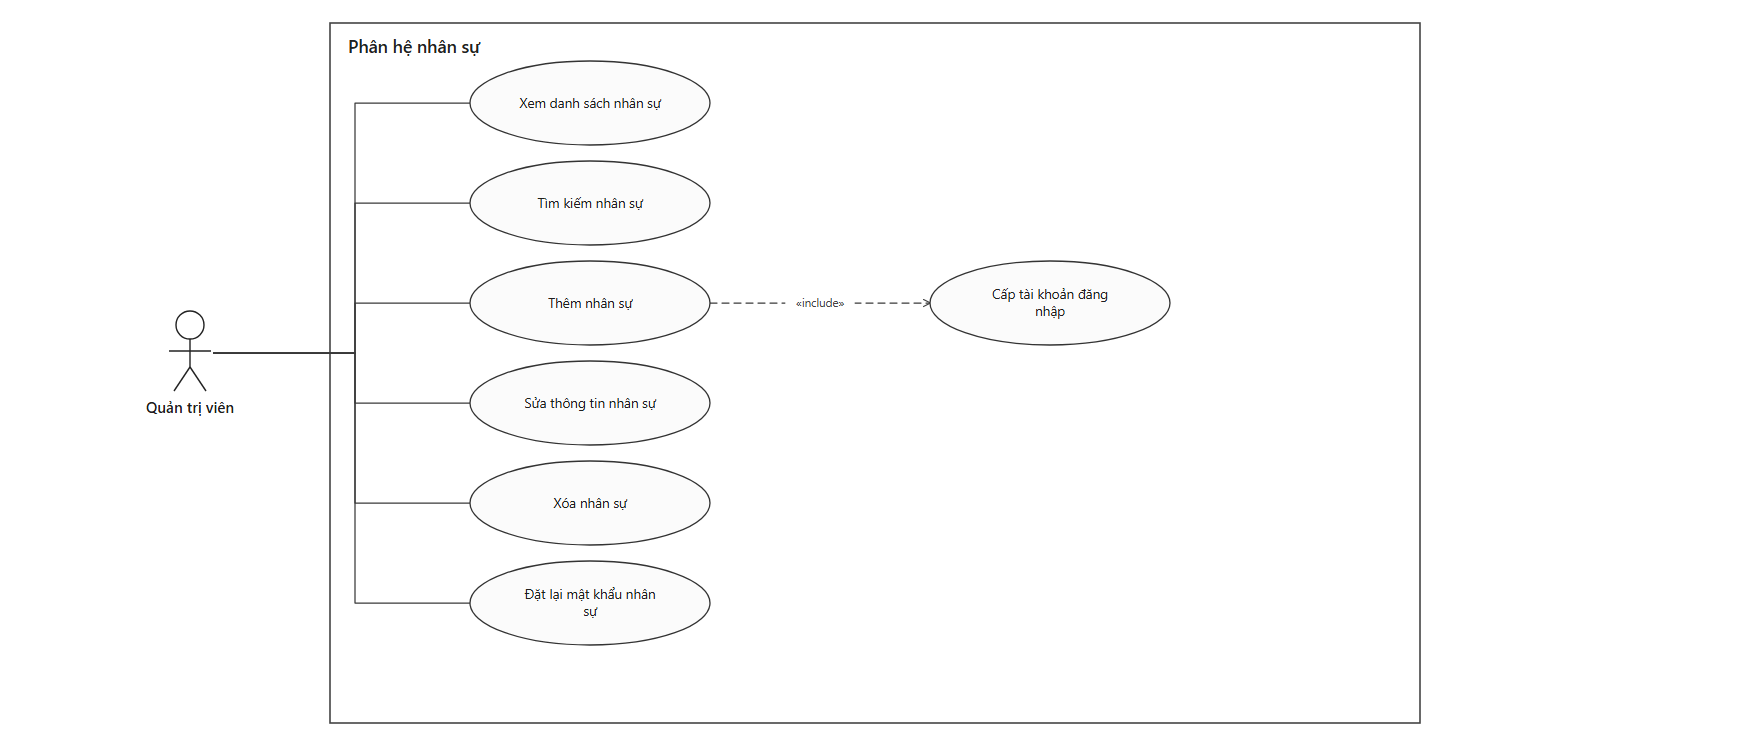 Phân hệ nhân sự
Xem danh sách nhân sự
Tìm kiếm nhân sự
Thêm nhân sự
«include»
Cấp tài khoản đăng
nhập
Quản trị viên
Sửa thông tin nhân sự
Xóa nhân sự
Đặt lại mật khẩu nhân
sự